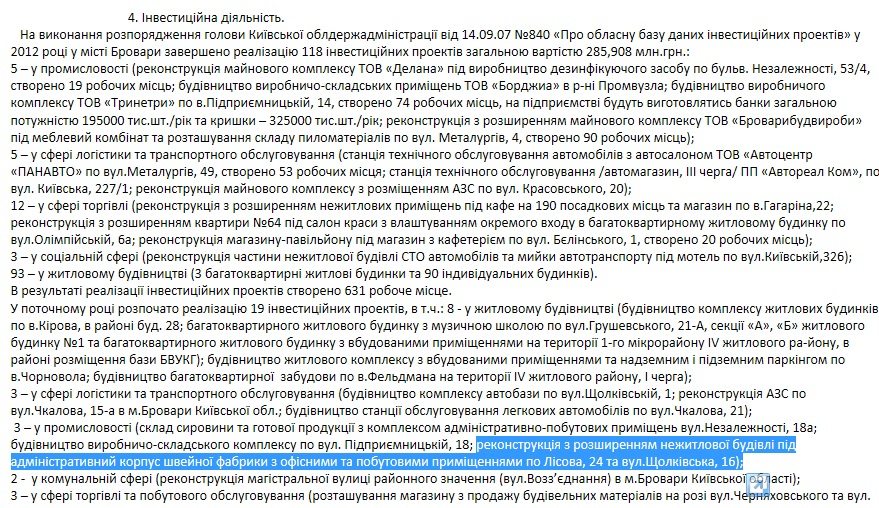 4. Інвестиційна діяльність.
На виконання розпорядження голови Київської облдержадміністрації від 14.09.07 №840 «Про обласну базу даних інвестиційних проектів» у
2012 році у місті Бровари завершено реалізацію 118 інвестиційних проектів загальною вартістю 285,908 млн.грн.:
5 – у промисловості (реконструкція майнового комплексу ТОВ «Делана» під виробництво дезинфікуючого засобу по бульв. Незалежності, 53/4,
створено 19 робочих місць; будівництво виробничо-складських приміщень ТОВ «Борджиа» в р-ні Промвузла; будівництво виробничого
комплексу ТОВ «Тринетри» по в.Підприємницькій, 14, створено 74 робочих місць, на підприємстві будуть виготовлятись банки загальною
потужністю 195000 тис.шт./рік та кришки – 325000 тис.шт./рік; реконструкція з розширенням майнового комплексу ТОВ «Броварибудвироби»
під меблевий комбінат та розташування складу пиломатеріалів по вул. Металургів, 4, створено 90 робочих місць);
5 – у сфері логістики та транспортного обслуговування (станція технічного обслуговування автомобілів з автосалоном ТОВ «Автоцентр
«ПАНАВТО» по вул.Металургів, 49, створено 53 робочих місця; станція технічного обслуговування /автомагазин, ІІІ черга/ ПП «Автореал Ком», по
вул. Київська, 227/1; реконструкція майнового комплексу з розміщенням АЗС по вул. Красовського, 20);
12 – у сфері торгівлі (реконструкція з розширенням нежитлових приміщень під кафе на 190 посадкових місць та магазин по в.Гагаріна,22;
реконструкція з розширенням квартири №64 під салон краси з влаштуванням окремого входу в багатоквартирному житловому будинку по
вул.Олімпійській, 6а; реконструкція магазину-павільйону під магазин з кафетерієм по вул. Бєлінського, 1, створено 20 робочих місць);
3 – у соціальній сфері (реконструкція частини нежитлової будівлі СТО автомобілів та мийки автотранспорту під мотель по вул.Київській,326);
93 – у житловому будівництві (3 багатоквартирні житлові будинки та 90 індивідуальних будинків).
В результаті реалізації інвестиційних проектів створено 631 робоче місце.
У поточному році розпочато реалізацію 19 інвестиційних проектів, в т.ч.: 8 - у житловому будівництві (будівництво комплексу житлових будинків
по в.Кірова, в районі буд. 28; багатоквартирного житлового будинку з музичною школою по вул.Грушевського, 21-А, секції «А», «Б» житлового
будинку №1 та багатоквартирного житлового будинку з вбудованими приміщеннями на території 1-го мікрорайону IV житлового ра-йону, в
районі розміщення бази БВУКГ); будівництво житлового комплексу з вбудованими приміщеннями та надземним і підземним паркінгом по
в.Чорновола; будівництво багатоквартирної забудови по в.Фельдмана на території IV житлового району, І черга);
3 – у сфері логістики та транспортного обслуговування (будівництво комплексу автобази по вул.Щолківській, 1; реконструкція АЗС по
вул.Чкалова, 15-а в м.Бровари Київської обл.; будівництво станції обслуговування легкових автомобілів по вул.Чкалова, 21);
3 – у промисловості (склад сировини та готової продукції з комплексом адміністративно-побутових приміщень вул.Незалежності, 18а;
будівництво виробничо-складського комплексу по вул. Підприємницькій, 18; реконструкція з розширенням нежитлової будівлі під
адміністративний корпус швейної фабрики з офісними та побутовими приміщеннями по Лісова, 24 та вул.Щолківська, 16);
2 - у комунальній сфері (реконструкція магістральної вулиці районного значення (вул.Возз’єднання) в м.Бровари Київської області);
3 – у сфері торгівлі та побутового обслуговування (розташування магазину з продажу будівельних матеріалів на розі вул.Черняховського та вул.